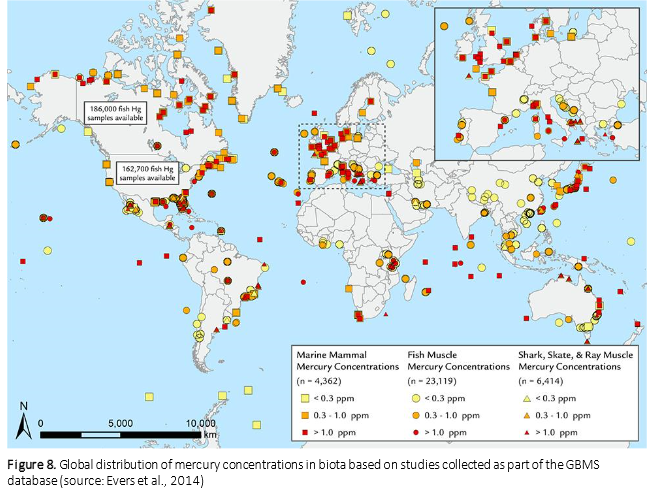 186,000 fish Hg
samples available
162,700 fish Hg
samples available
Marine Mammal
Mercury Concentrations
(n = 4,362)
< 0.3 ppm
0.3 - 1.0 ppm
> 1.0 ppm
Fish Muscle
Mercury Concentrations
(n = 23,119)
< 0.3 ppm
0.3 - 1.0 ppm
> 1.0 ppm
Shark, Skate, & Ray Muscle
Mercury Concentrations
(n = 6,414)
< 0.3 ppm
0.3 - 1.0 ppm
> 1.0 ppm
N
0 5,000 10,000
km
Figure 8. Global distribution of mercury concentrations in biota based on studies collected as part of the GBMS
database (source: Evers et al., 2014)